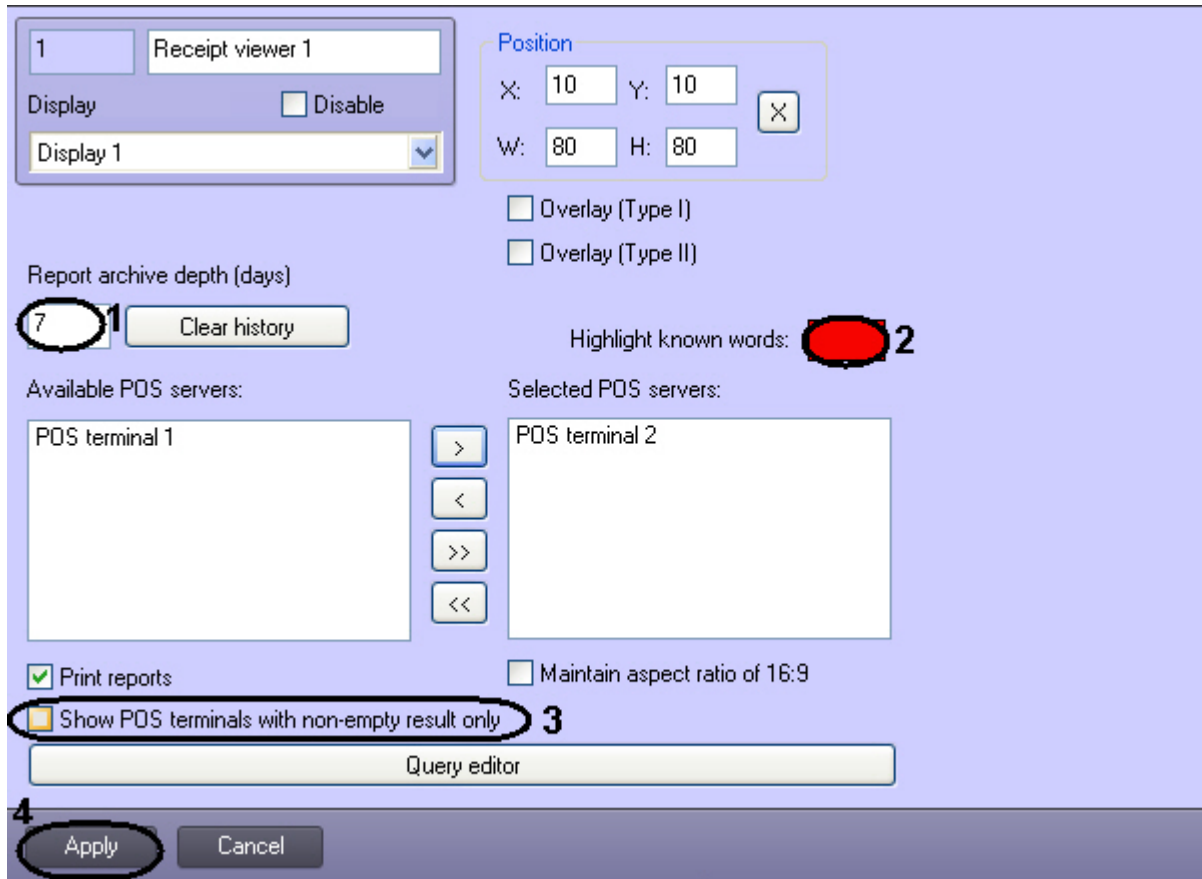 1 Receipt viewer 1
Display Disable
Display 1
Position
X: 10 Y: 10 X
W: 80 H: 80
Overlay (Type I)
Overlay (Type II)
Report archive depth (days)
7 1 Clear history
Highlight known words: 2
Available POS servers:
POS terminal 1
>
<
>>
<<
Selected POS servers:
POS terminal 2
Print reports
Maintain aspect ratio of 16:9
Show POS terminals with non-empty result only 3
Query editor
4
Apply Cancel